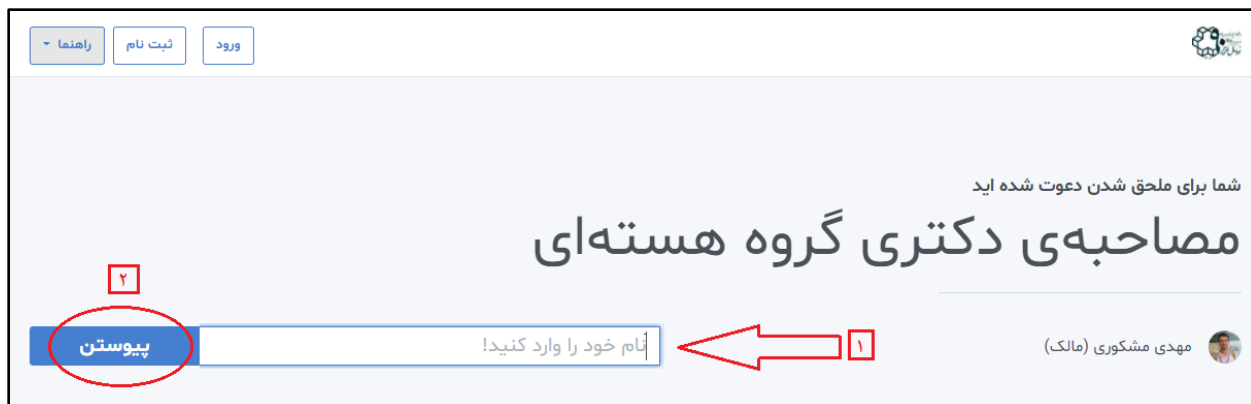 ورود
ثبت نام
راهنما
شما برای ملحق شدن دعوت شده اید
مصاحبه‌ی دکتری گروه هسته‌ای
۲
مهدی مشکوری (مالک)
۱
نام خود را وارد کنید!
پیوستن